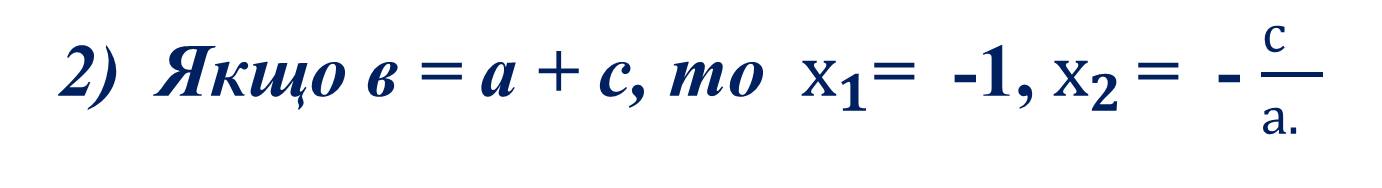 2) Якщо в = а + с, то x₁= -1, x₂ = - c/a.